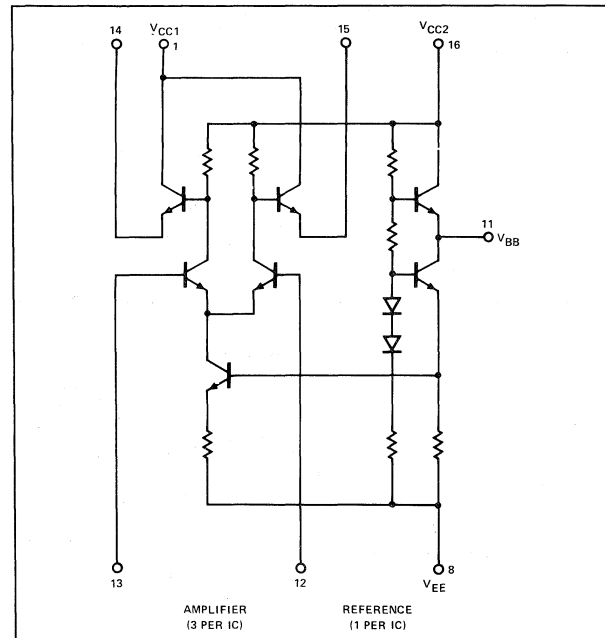 14 VCC1 15 VCC2
1 16
11
VBB
8
13 12 VEE
AMPLIFIER REFERENCE
(3 PER IC) (1 PER IC)